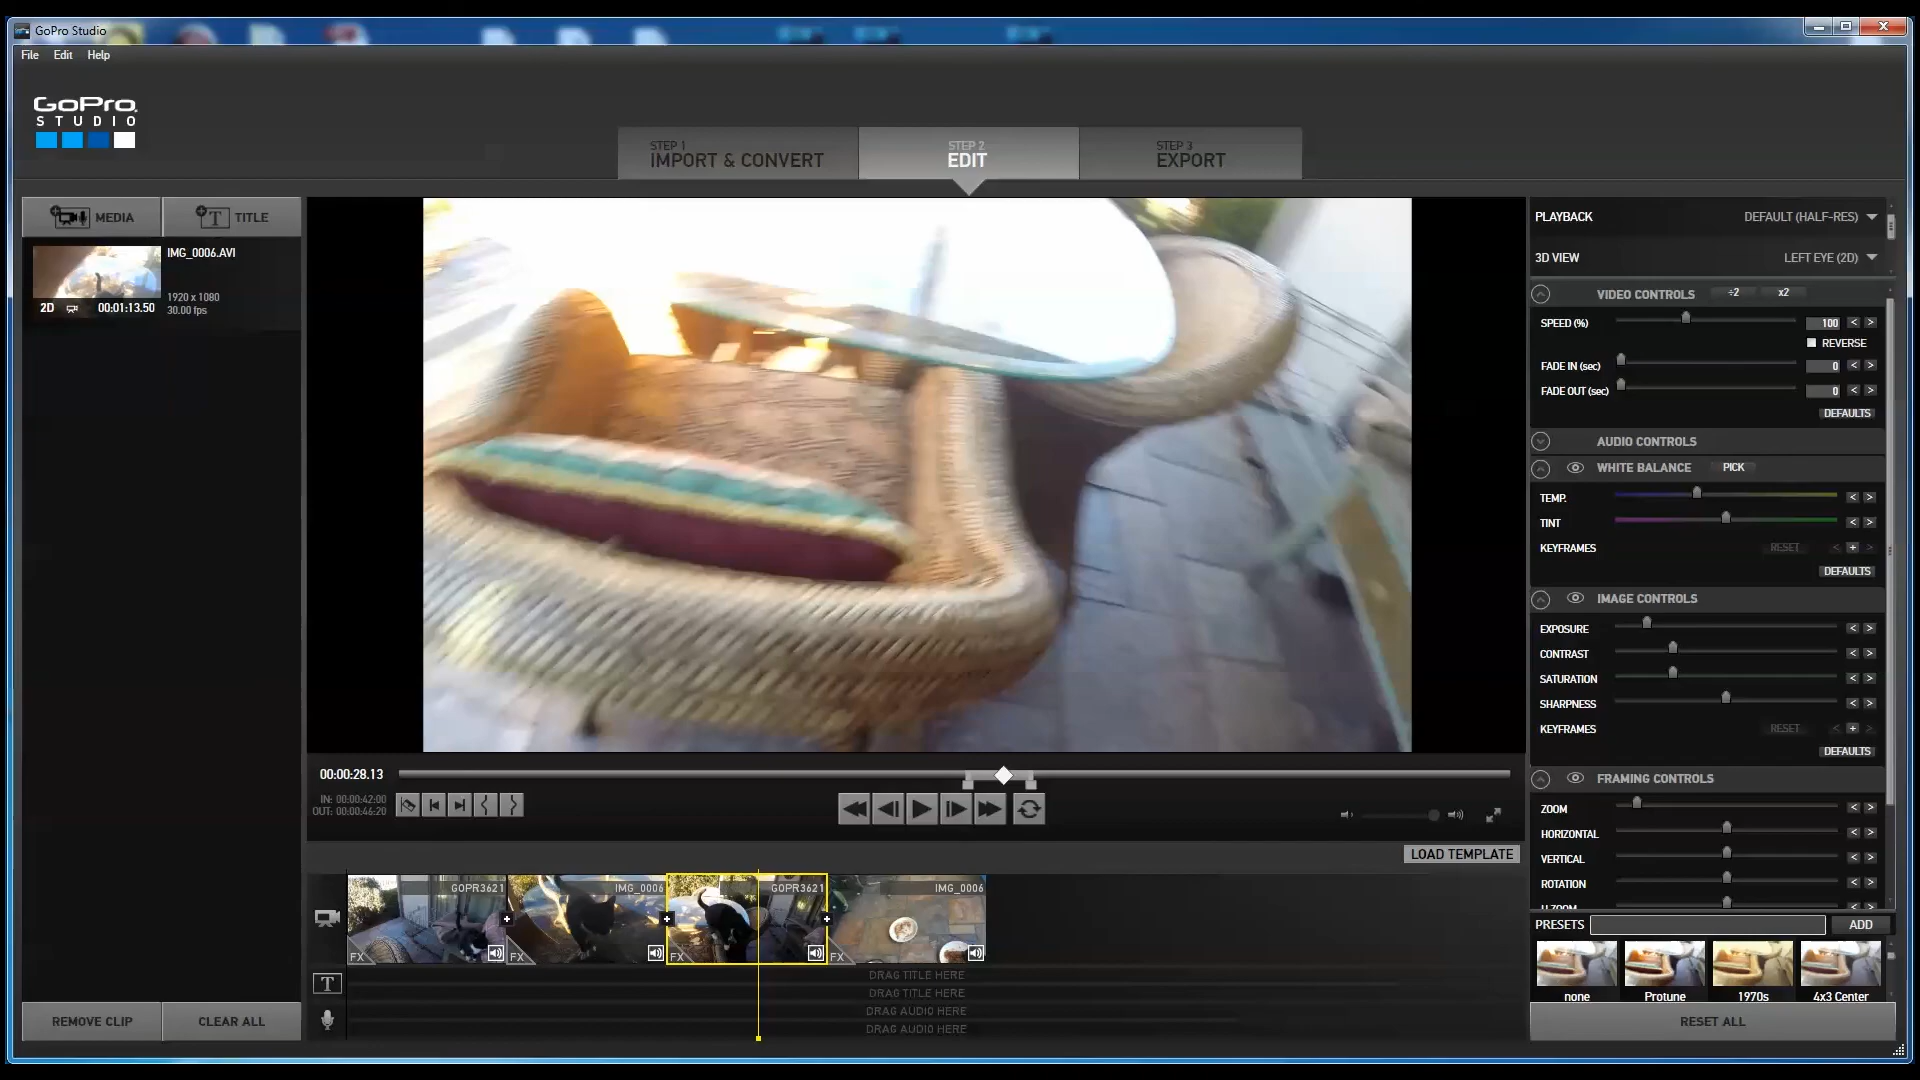 GoPro Studio
File Edit Help
GoPro
STUDIO
STEP 1
IMPORT & CONVERT
STEP 2
EDIT
STEP 3
EXPORT
MEDIA
T TITLE
IMG_0006.AVI
1920 x 1080
30.00 fps
2D 00:01:13.50
PLAYBACK DEFAULT (HALF-RES)
3D VIEW LEFT EYE (2D)
VIDEO CONTROLS ÷2 x2
SPEED (%) 100 < >
REVERSE
FADE IN (sec) 0 < >
FADE OUT (sec) 0 < >
DEFAULTS
AUDIO CONTROLS
WHITE BALANCE PICK
TEMP. < >
TINT < >
KEYFRAMES RESET < + >
DEFAULTS
IMAGE CONTROLS
EXPOSURE < >
CONTRAST < >
SATURATION < >
SHARPNESS < >
KEYFRAMES RESET < + >
DEFAULTS
FRAMING CONTROLS
ZOOM < >
HORIZONTAL < >
VERTICAL < >
ROTATION < >
H.ZOOM < >
00:00:28.13
IN: 00:00:42:00
OUT: 00:00:46:20
LOAD TEMPLATE
GOPR3621 IMG_0006 GOPR3621 IMG_0006
FX FX FX FX
T
DRAG TITLE HERE
DRAG TITLE HERE
DRAG AUDIO HERE
DRAG AUDIO HERE
PRESETS ADD
none Protune 1970s 4x3 Center
REMOVE CLIP CLEAR ALL
RESET ALL